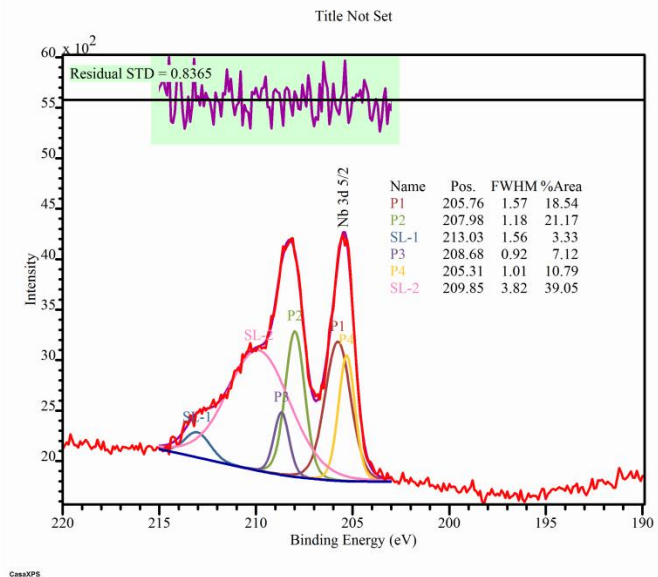 Title Not Set
60 x 10²
Residual STD = 0.8365
55
50
45
40
35
30
25
20
Intensity
Nb 3d 5/2
Name Pos. FWHM %Area
P1 205.76 1.57 18.54
P2 207.98 1.18 21.17
SL-1 213.03 1.56 3.33
P3 208.68 0.92 7.12
P4 205.31 1.01 10.79
SL-2 209.85 3.82 39.05
P2
P1
SL-2
P4
P3
SL-1
220 215 210 205 200 195 190
Binding Energy (eV)
CasaXPS